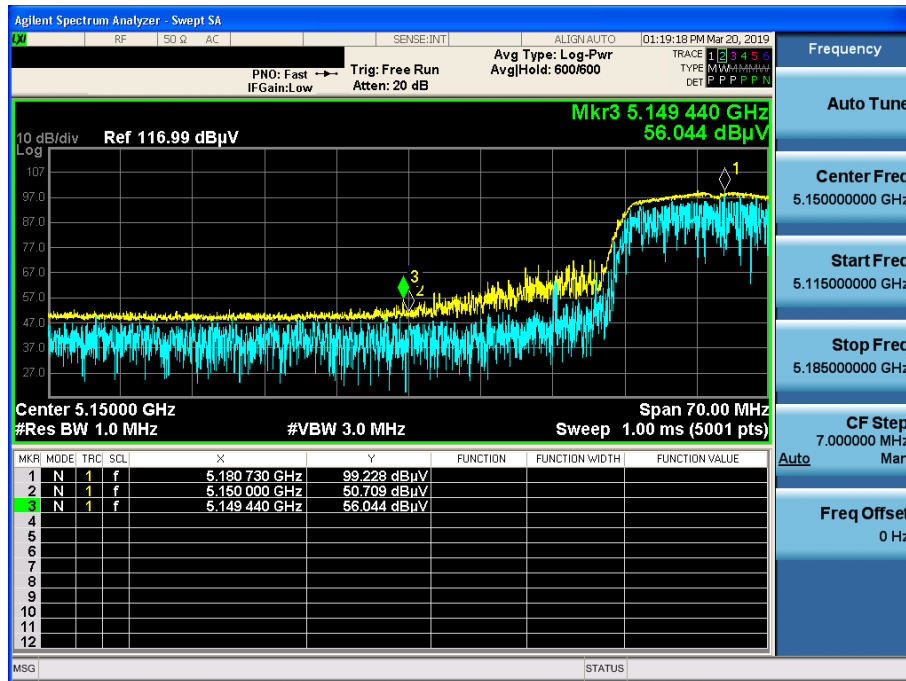 Agilent Spectrum Analyzer - Swept SA
LXI RF 50 Ω AC SENSE:INT ALIGN AUTO 01:19:18 PM Mar 20, 2019
Frequency
Avg Type: Log-Pwr TRACE 1 2 3 4 5 6
PNO: Fast Trig: Free Run Avg|Hold: 600/600 TYPE M W M M M W
IFGain:Low Atten: 20 dB DET P P P P P N
Auto Tune
Mkr3 5.149 440 GHz
10 dB/div Ref 116.99 dBµV 56.044 dBµV
Log
107
97.0
87.0
77.0
67.0
57.0
47.0
37.0
27.0
1
3
2
Center Freq
5.150000000 GHz
Start Freq
5.115000000 GHz
Stop Freq
5.185000000 GHz
Center 5.15000 GHz Span 70.00 MHz
#Res BW 1.0 MHz #VBW 3.0 MHz Sweep 1.00 ms (5001 pts)
CF Step
7.000000 MHz
Auto Man
Freq Offset
0 Hz
MKR MODE TRC SCL X Y FUNCTION FUNCTION WIDTH FUNCTION VALUE
1 N 1 f 5.180 730 GHz 99.228 dBµV
2 N 1 f 5.150 000 GHz 50.709 dBµV
3 N 1 f 5.149 440 GHz 56.044 dBµV
4
5
6
7
8
9
10
11
12
MSG STATUS